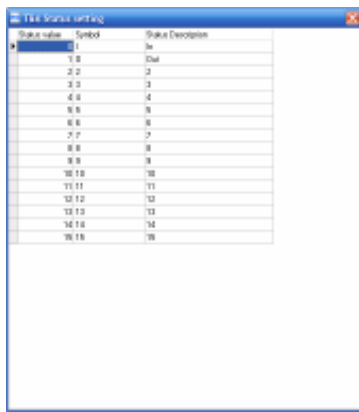 The Status setting
Status value Symbol Status Description
0 I In
1 O Out
2 2 2
3 3 3
4 4 4
5 5 5
6 6 6
7 7 7
8 8 8
9 9 9
10 10 10
11 11 11
12 12 12
13 13 13
14 14 14
15 15 15